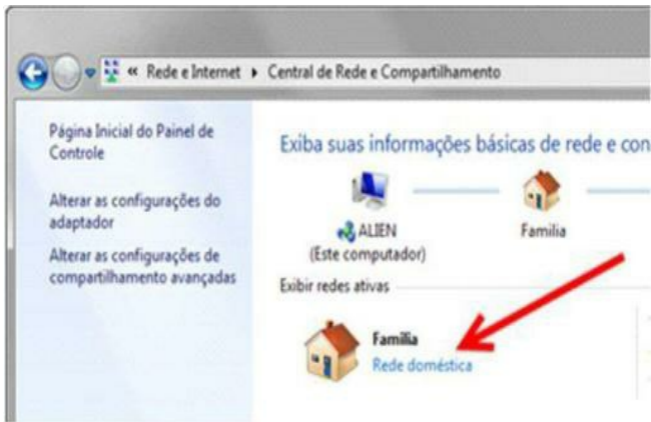 « Rede e Internet ▸ Central de Rede e Compartilhamento
Página Inicial do Painel de
Controle
Alterar as configurações do
adaptador
Alterar as configurações de
compartilhamento avançadas
Exiba suas informações básicas de rede e con
ALIEN
(Este computador)
Familia
Exibir redes ativas
Familia
Rede doméstica